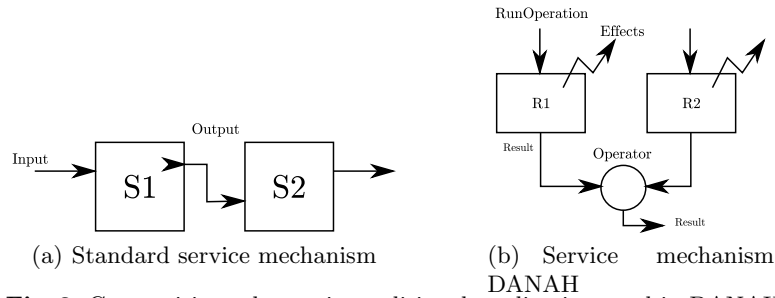 RunOperation
Effects
R1
R2
Output
Input
S1
S2
Result
Operator
Result
(a) Standard service mechanism
(b) Service mechanism
DANAH